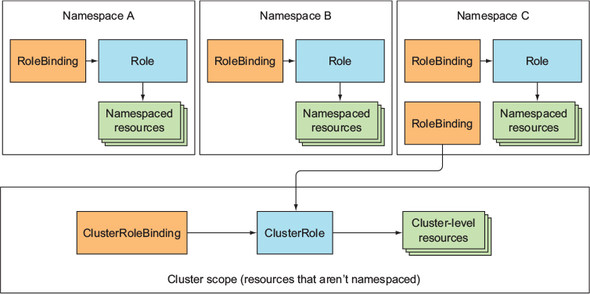 Namespace A
RoleBinding
Role
Namespaced
resources
Namespace B
RoleBinding
Role
Namespaced
resources
Namespace C
RoleBinding
Role
RoleBinding
Namespaced
resources
ClusterRoleBinding
ClusterRole
Cluster-level
resources
Cluster scope (resources that aren't namespaced)